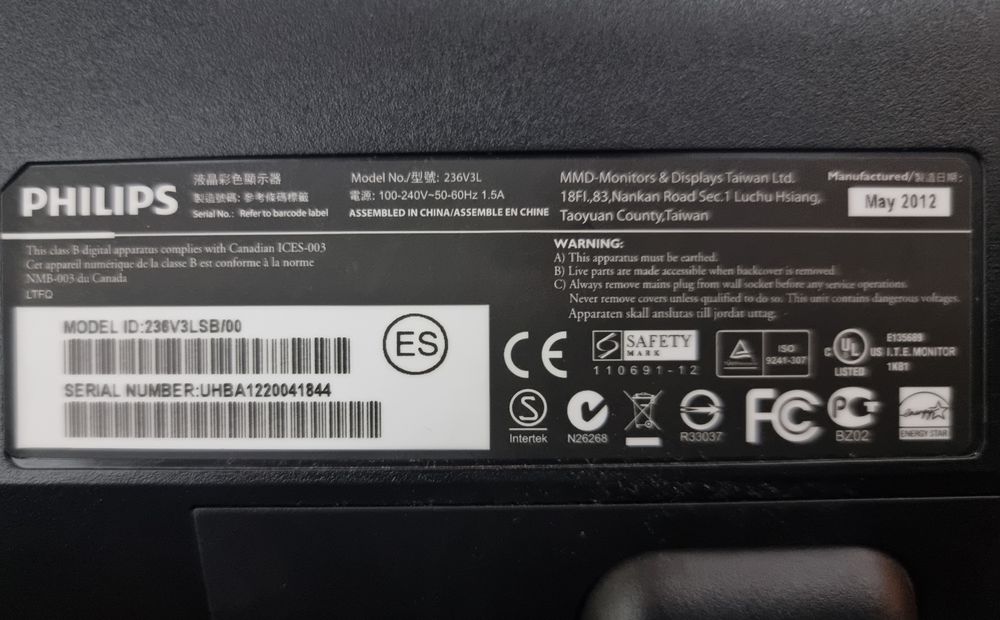 PHILIPS
液晶彩色顯示器
製造號碼: 參考條碼標籤
Serial No.: Refer to barcode label
Model No./型號: 236V3L
電源: 100-240V~50-60Hz 1.5A
ASSEMBLED IN CHINA/ASSEMBLE EN CHINE
MMD-Monitors & Displays Taiwan Ltd.
18Fl.,83,Nankan Road Sec.1 Luchu Hsiang,
Taoyuan County,Taiwan
Manufactured/製造日期:
May 2012
This class B digital apparatus complies with Canadian ICES-003
Cet appareil numérique de la classe B est conforme à la norme
NMB-003 du Canada
LTFQ
WARNING:
A) This apparatus must be earthed.
B) Live parts are made accessible when backcover is removed
C) Always remove mains plug from wall socket before any service operations.
Never remove covers unless qualified to do so. This unit contains dangerous voltages.
Apparaten skall anslutas till jordat uttag.
MODEL ID:236V3LSB/00
SERIAL NUMBER:UHBA1220041844
ES
CE
S SAFETY
MARK
110691-12
ISO
9241-307
C UL US
LISTED
E135689
I.T.E. MONITOR
1KB1
S
Intertek
N26268
R33037
FC
PCT
BZ02
energy
ENERGY STAR